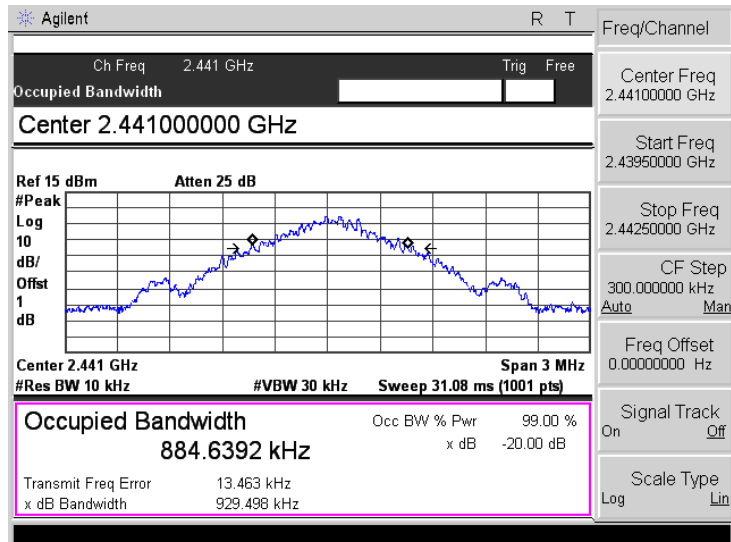 Agilent R T
Ch Freq 2.441 GHz Trig Free
Occupied Bandwidth
Center 2.441000000 GHz
Ref 15 dBm Atten 25 dB
#Peak
Log
10
dB/
Offst
1
dB
Center 2.441 GHz Span 3 MHz
#Res BW 10 kHz #VBW 30 kHz Sweep 31.08 ms (1001 pts)
Occupied Bandwidth Occ BW % Pwr 99.00 %
884.6392 kHz x dB -20.00 dB
Transmit Freq Error 13.463 kHz
x dB Bandwidth 929.498 kHz
Freq/Channel
Center Freq
2.44100000 GHz
Start Freq
2.43950000 GHz
Stop Freq
2.44250000 GHz
CF Step
300.000000 kHz
Auto Man
Freq Offset
0.00000000 Hz
Signal Track
On Off
Scale Type
Log Lin